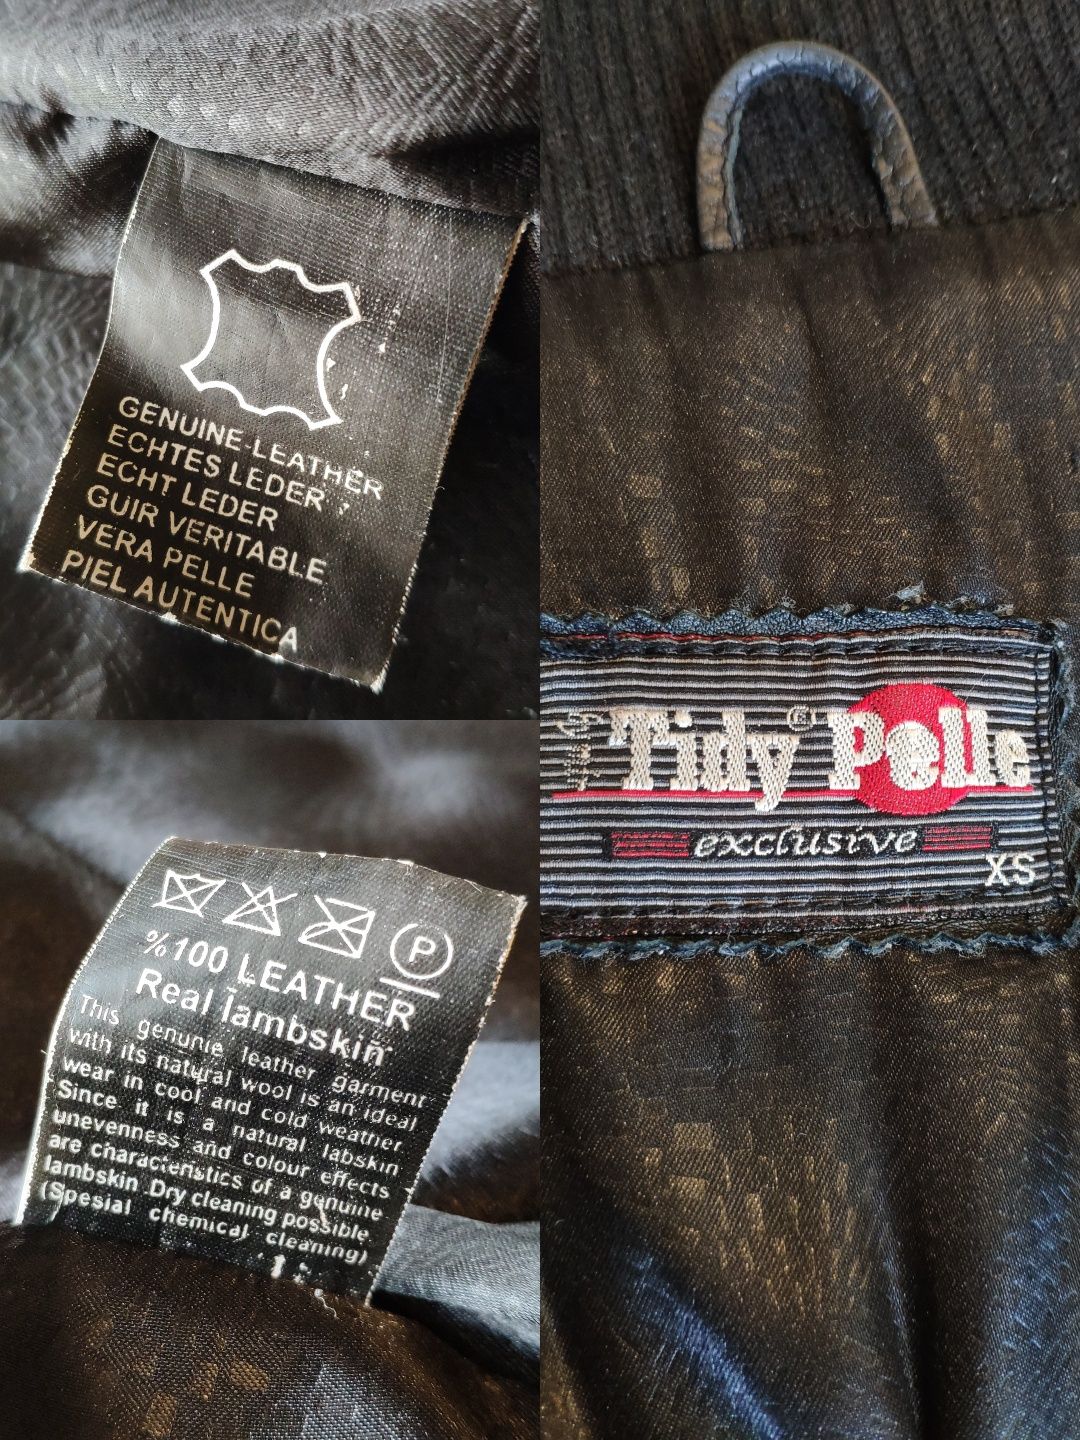 GENUINE-LEATHER
ECHTES LEDER
ECHT LEDER
GUIR VERITABLE
VERA PELLE
PIEL AUTENTICA
Tidy® Pelle
exclusive
XS
P
%100 LEATHER
Real lambskin
This genunie leather garment
with its natural wool is an ideal
wear in cool and cold weather.
Since it is a natural labskin
unevenness and colour effects
are characteristics of a genuine
lambskin Dry cleaning possible.
(Spesial chemical cleaning)